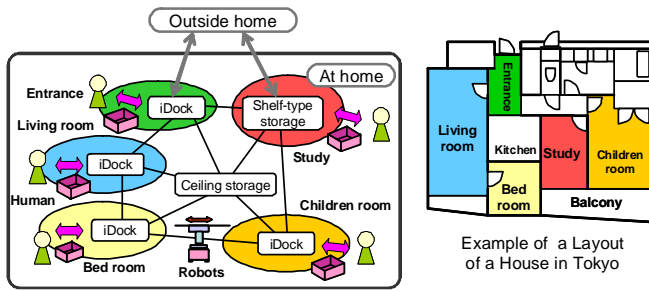 Outside home
At home
Entrance
iDock
Shelf-type
storage
Living room
Study
iDock
Ceiling storage
Human
Children room
iDock
iDock
Bed room
Robots
Entrance
Living
room
Kitchen
Study
Children
room
Bed
room
Balcony
Example of a Layout
of a House in Tokyo